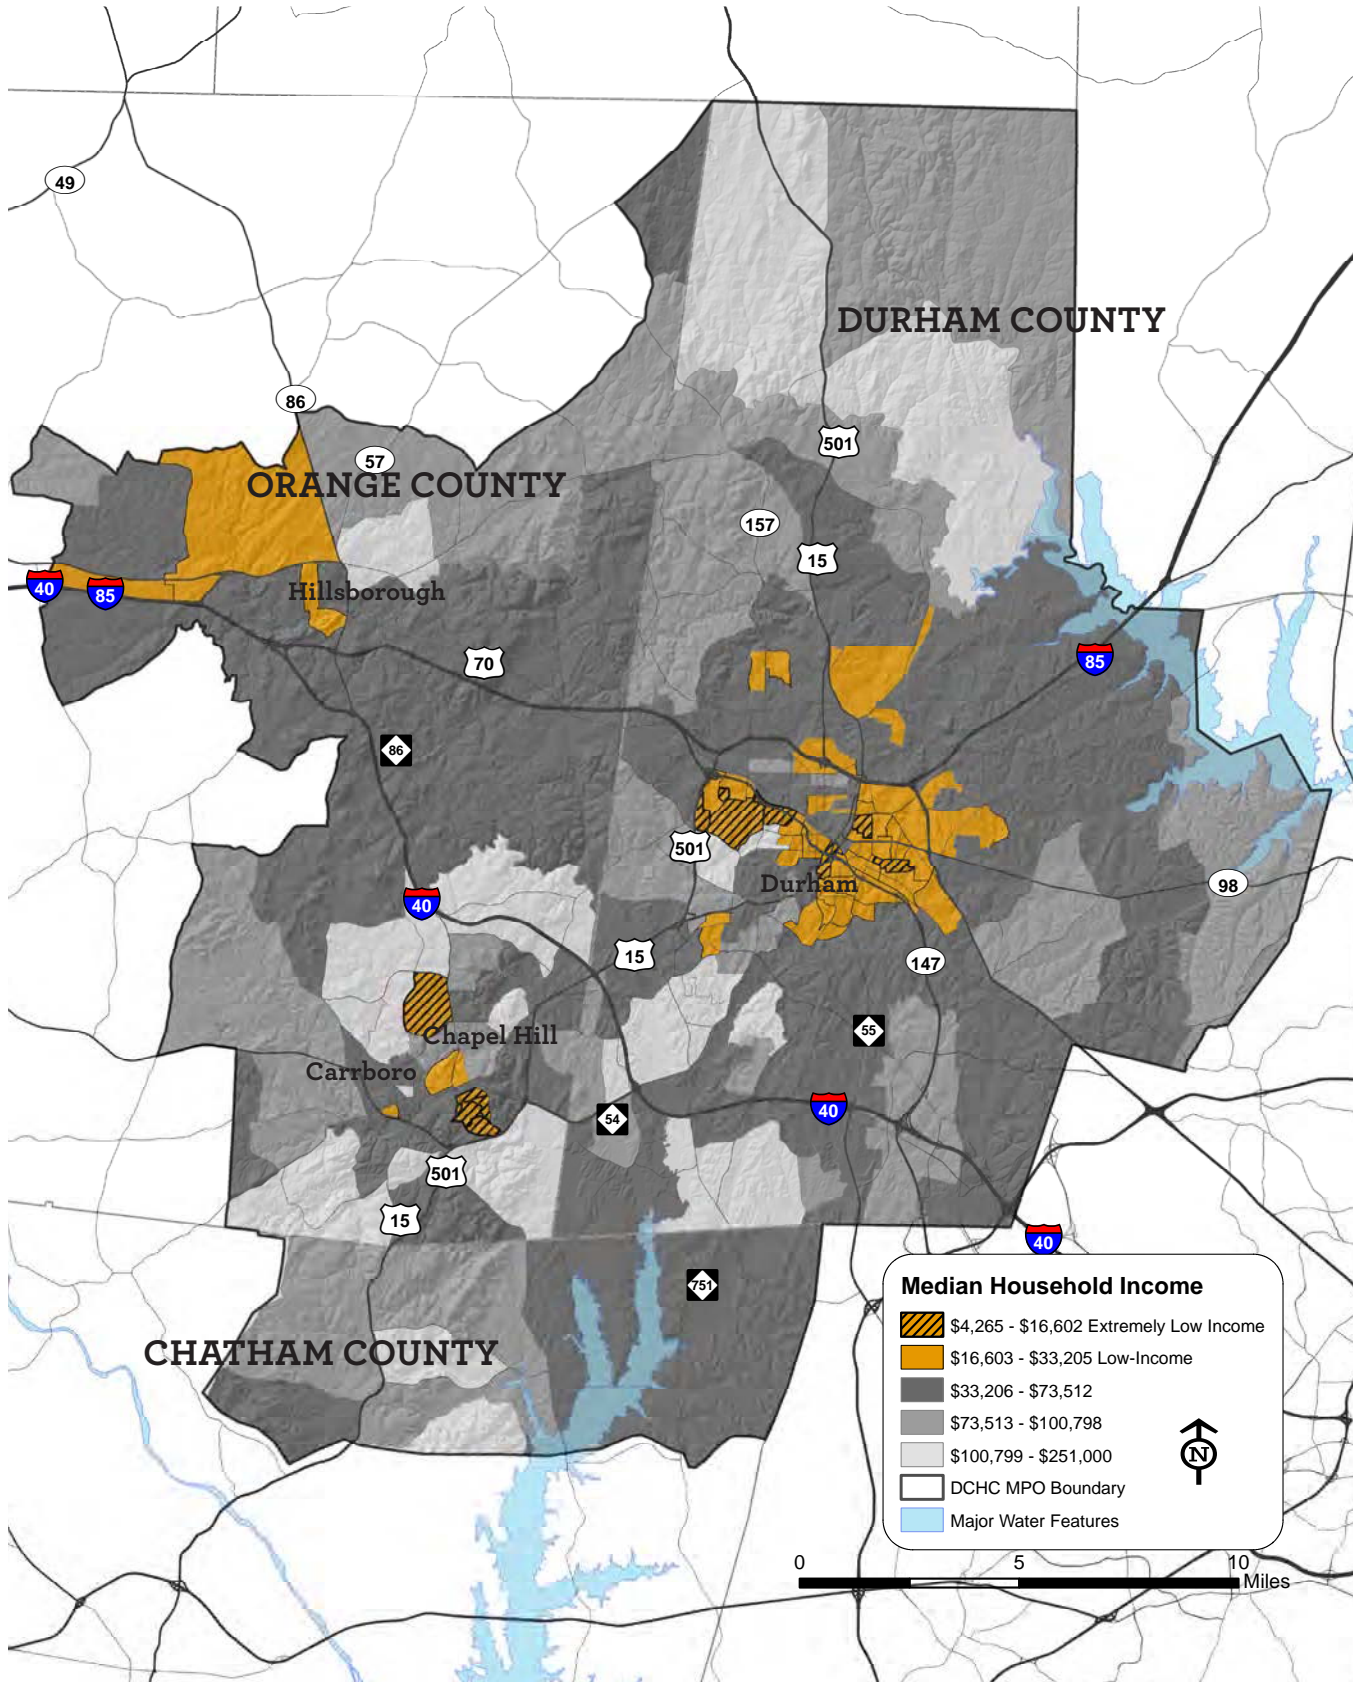 49
DURHAM COUNTY
86
501
57
ORANGE COUNTY
157
15
40
85
Hillsborough
70
85
86
501
Durham
98
40
15
147
Chapel Hill
55
Carrboro
40
54
501
15
40
751
CHATHAM COUNTY
Median Household Income
$4,265 - $16,602 Extremely Low Income
$16,603 - $33,205 Low-Income
$33,206 - $73,512
$73,513 - $100,798
$100,799 - $251,000
N
DCHC MPO Boundary
Major Water Features
0 5 10
Miles